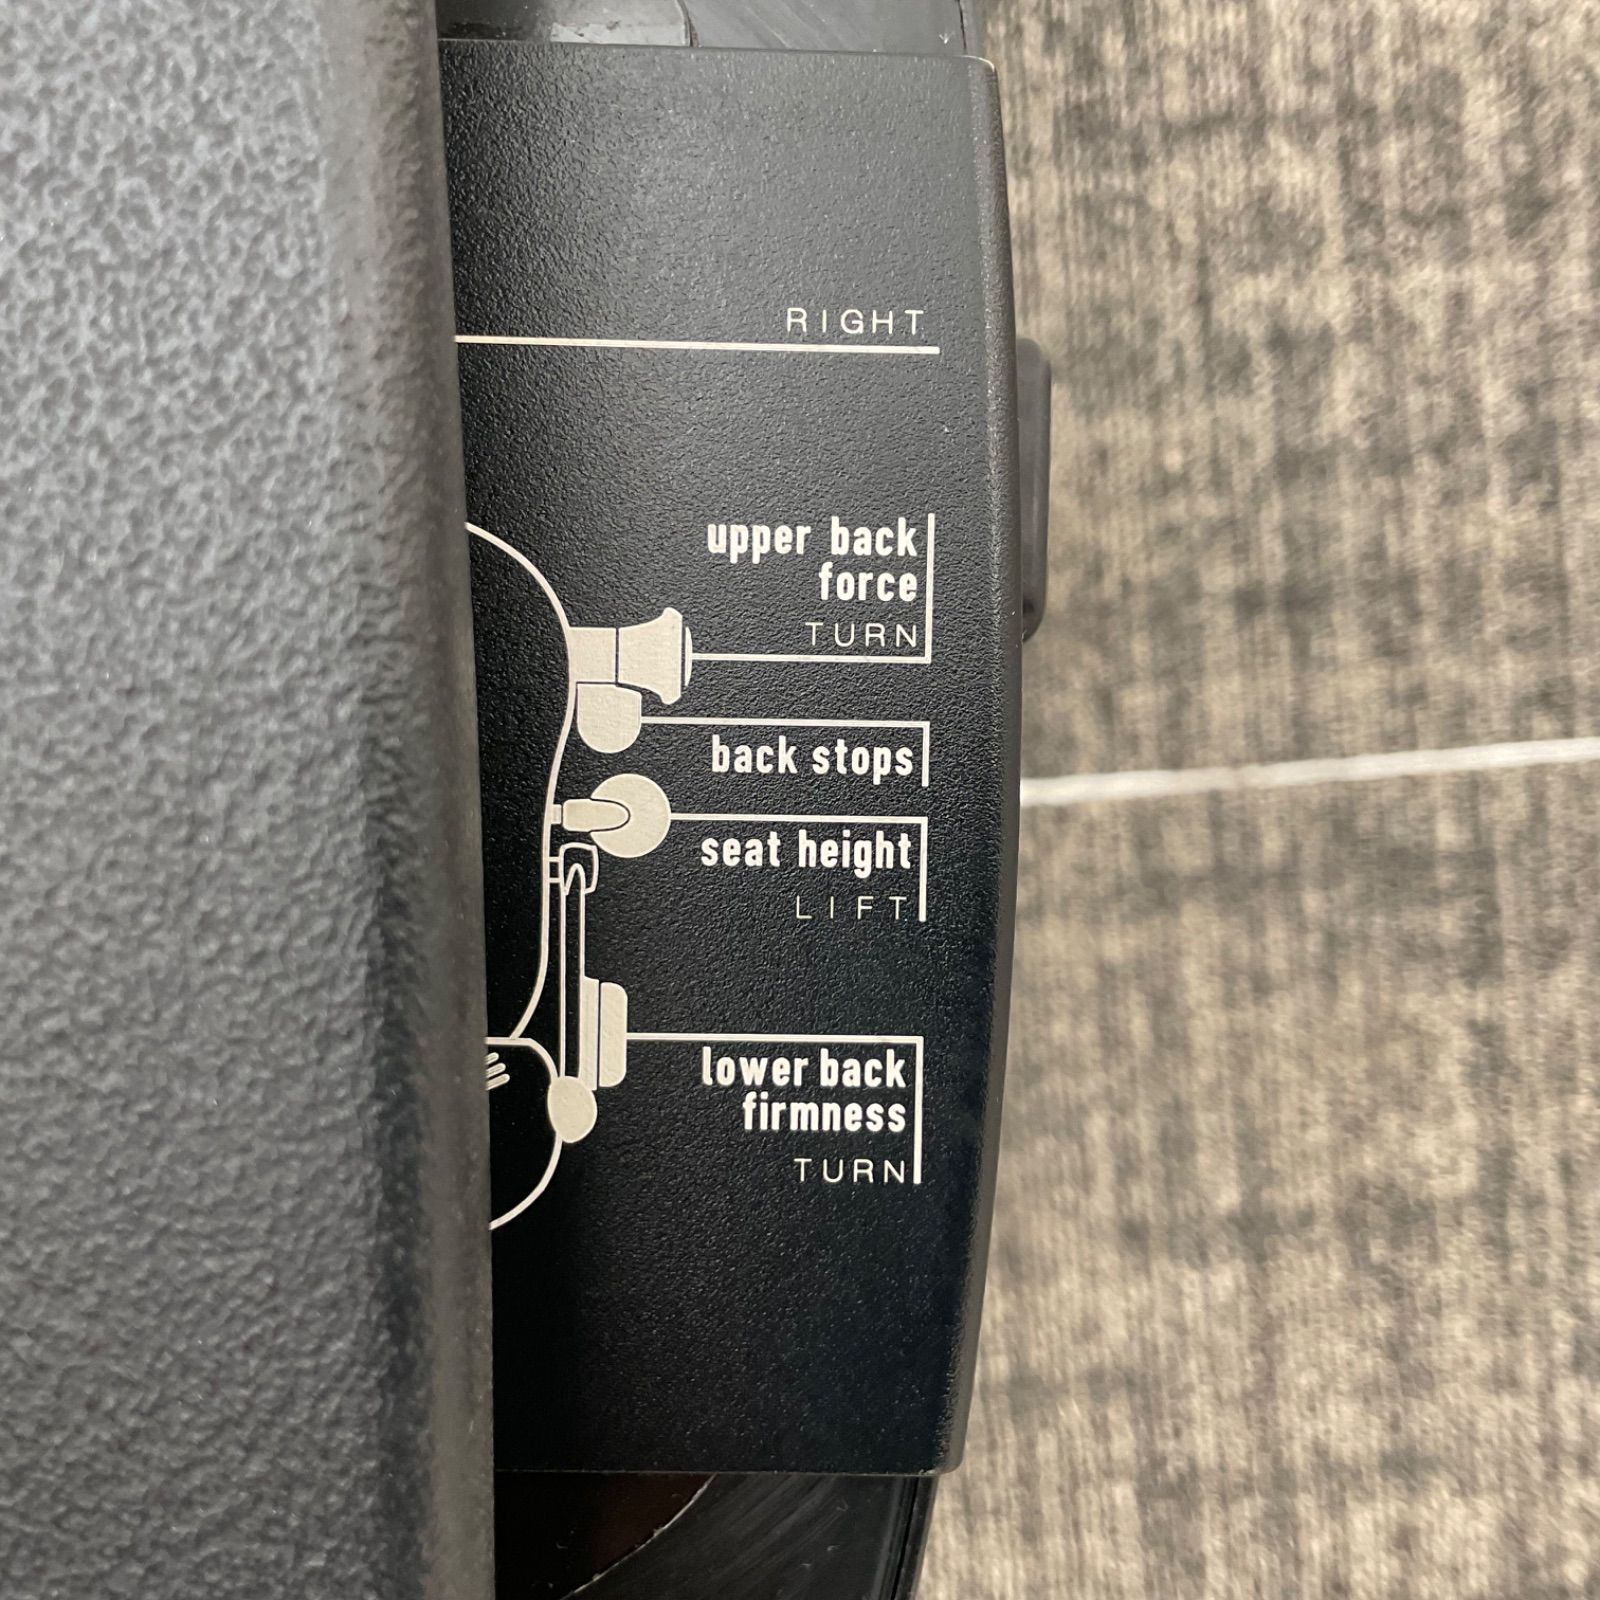 RIGHT
upper back
force
TURN
back stops
seat height
LIFT
lower back
firmness
TURN